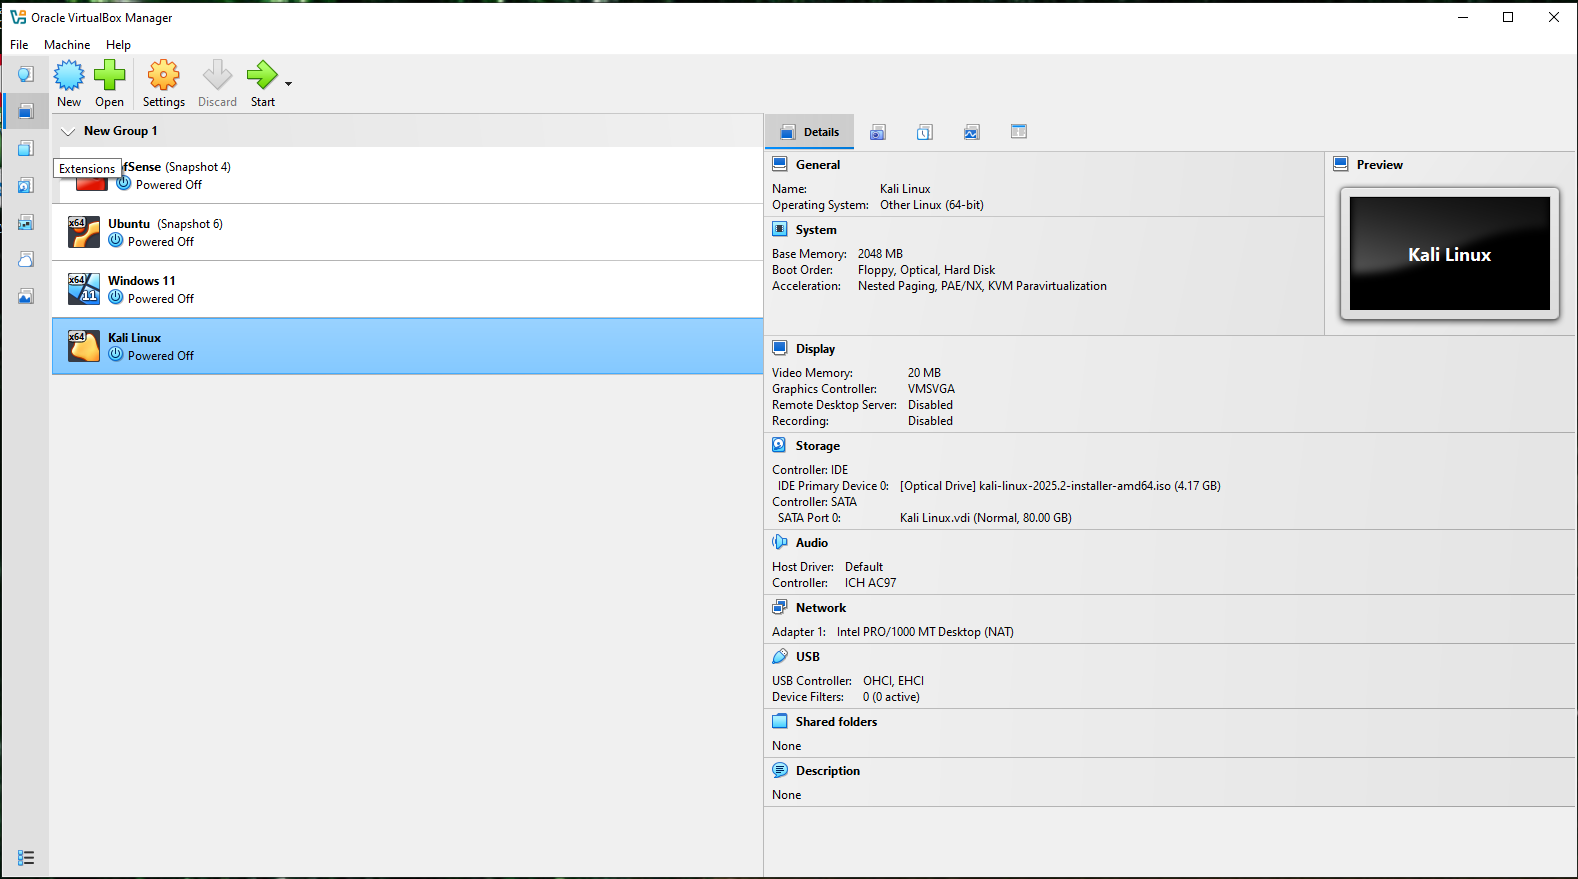 Oracle VirtualBox Manager
File Machine Help
New Open Settings Discard Start
New Group 1
Extensions
fSense (Snapshot 4)
Powered Off
x64
Ubuntu (Snapshot 6)
Powered Off
x64
11
Windows 11
Powered Off
x64
Kali Linux
Powered Off
Details
General
Name: Kali Linux
Operating System: Other Linux (64-bit)
System
Base Memory: 2048 MB
Boot Order: Floppy, Optical, Hard Disk
Acceleration: Nested Paging, PAE/NX, KVM Paravirtualization
Preview
Kali Linux
Display
Video Memory: 20 MB
Graphics Controller: VMSVGA
Remote Desktop Server: Disabled
Recording: Disabled
Storage
Controller: IDE
IDE Primary Device 0: [Optical Drive] kali-linux-2025.2-installer-amd64.iso (4.17 GB)
Controller: SATA
SATA Port 0: Kali Linux.vdi (Normal, 80.00 GB)
Audio
Host Driver: Default
Controller: ICH AC97
Network
Adapter 1: Intel PRO/1000 MT Desktop (NAT)
USB
USB Controller: OHCI, EHCI
Device Filters: 0 (0 active)
Shared folders
None
Description
None